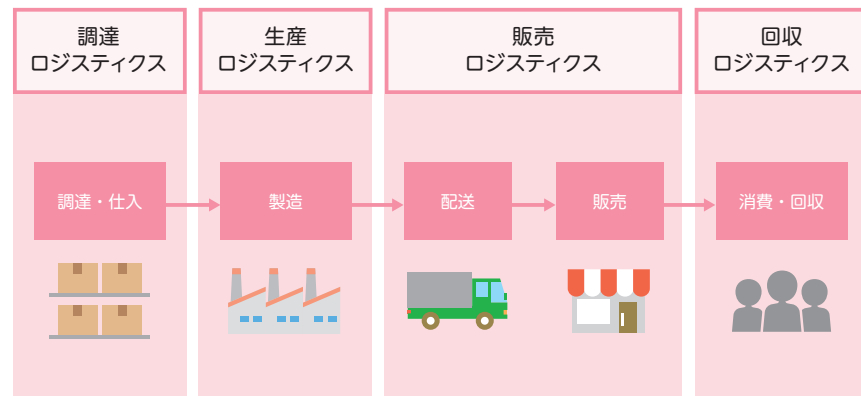 調達
ロジスティクス
生産
ロジスティクス
販売
ロジスティクス
回収
ロジスティクス
調達・仕入
製造
配送
販売
消費・回収